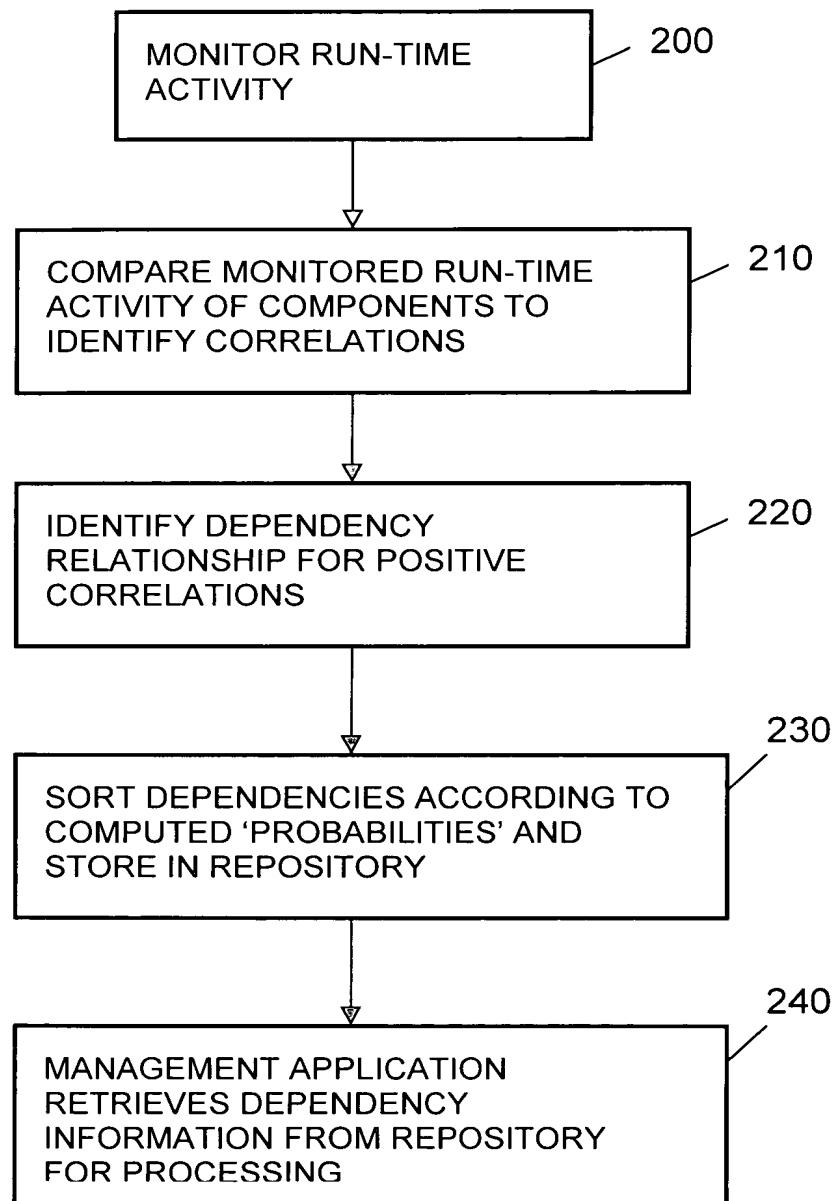 MONITOR RUN-TIME
ACTIVITY
200
COMPARE MONITORED RUN-TIME
ACTIVITY OF COMPONENTS TO
IDENTIFY CORRELATIONS
210
IDENTIFY DEPENDENCY
RELATIONSHIP FOR POSITIVE
CORRELATIONS
220
SORT DEPENDENCIES ACCORDING TO
COMPUTED ‘PROBABILITIES’ AND
STORE IN REPOSITORY
230
MANAGEMENT APPLICATION
RETRIEVES DEPENDENCY
INFORMATION FROM REPOSITORY
FOR PROCESSING
240